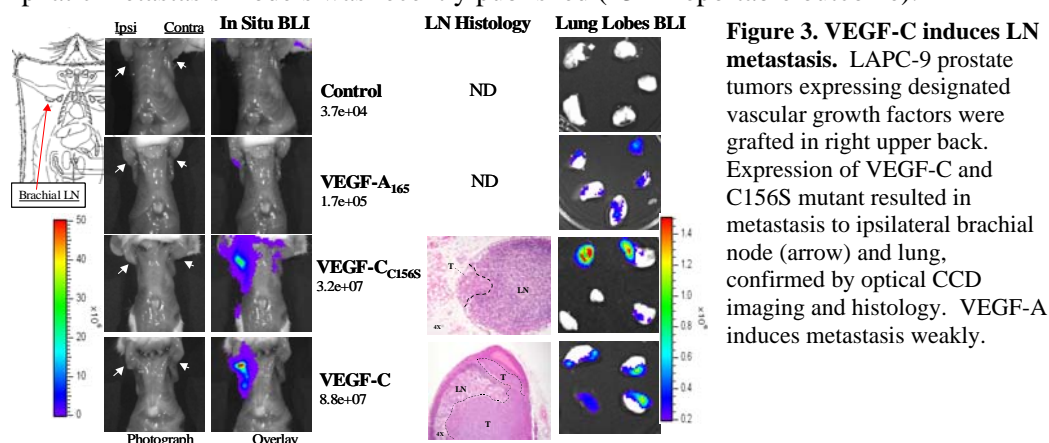 Ipsi Contra In Situ BLI LN Histology Lung Lobes BLI
Brachial LN
Control
3.7e+04
ND
VEGF-A165
1.7e+05
ND
VEGF-CC156S
3.2e+07
T
LN
4X
VEGF-C
8.8e+07
LN
T
T
4X
Photograph Overlay
50
40
30
20
10
0
1.4
1.2
1.0
0.8
0.6
0.4
0.2
Figure 3. VEGF-C induces LN
metastasis. LAPC-9 prostate
tumors expressing designated
vascular growth factors were
grafted in right upper back.
Expression of VEGF-C and
C156S mutant resulted in
metastasis to ipsilateral brachial
node (arrow) and lung,
confirmed by optical CCD
imaging and histology. VEGF-A
induces metastasis weakly.